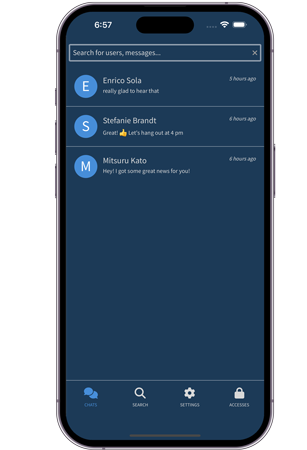 6:57
Search for users, messages...
E
Enrico Sola
5 hours ago
really glad to hear that
S
Stefanie Brandt
6 hours ago
Great! 👍 Let's hang out at 4 pm
M
Mitsuru Kato
6 hours ago
Hey! I got some great news for you!
CHATS
SEARCH
SETTINGS
ACCESSES